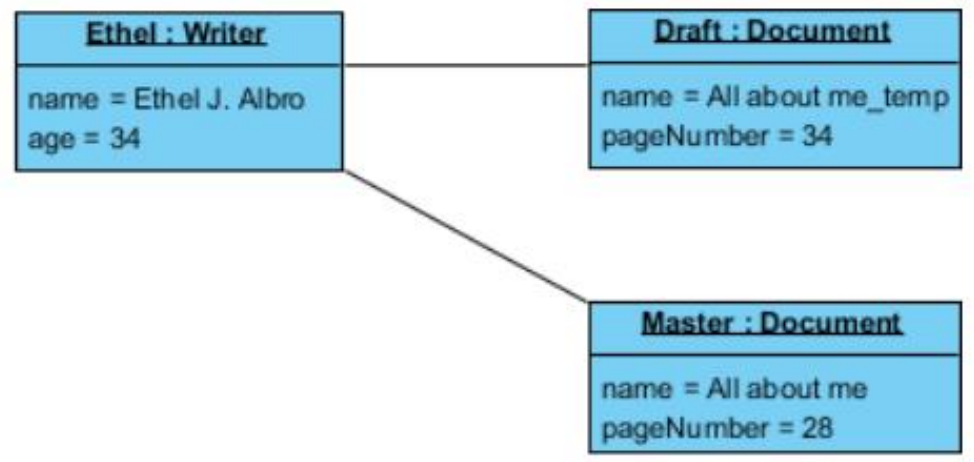 Ethel : Writer
name = Ethel J. Albro
age = 34
Draft : Document
name = All about me_temp
pageNumber = 34
Master : Document
name = All about me
pageNumber = 28